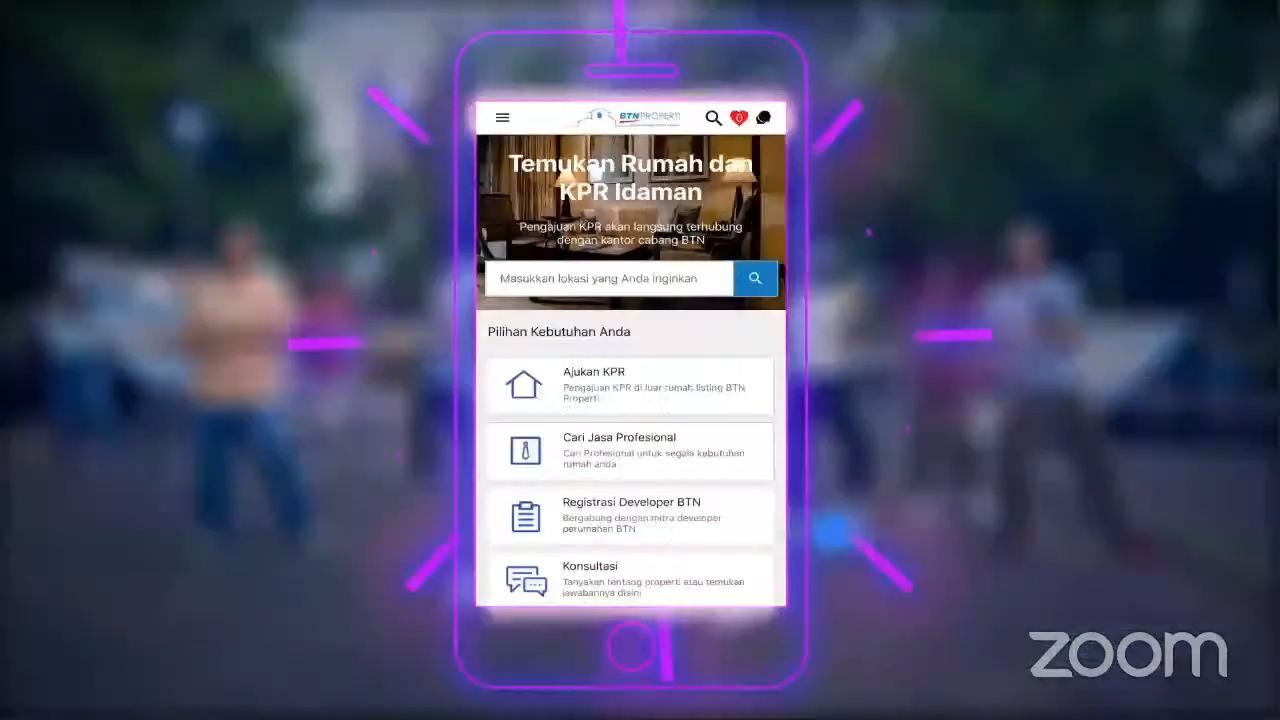 BTNPROPERTI
0
Temukan Rumah dan
KPR Idaman
Pengajuan KPR akan langsung terhubung
dengan kantor cabang BTN
Masukkan lokasi yang Anda inginkan
Pilihan Kebutuhan Anda
Ajukan KPR
Pengajuan KPR di luar rumah listing BTN
Properti
Cari Jasa Profesional
Cari Profesional untuk segala kebutuhan
rumah anda
Registrasi Developer BTN
Bergabung dengan mitra developer
perumahan BTN
Konsultasi
Tanyakan tentang properti atau temukan
jawabannya disini
zoom